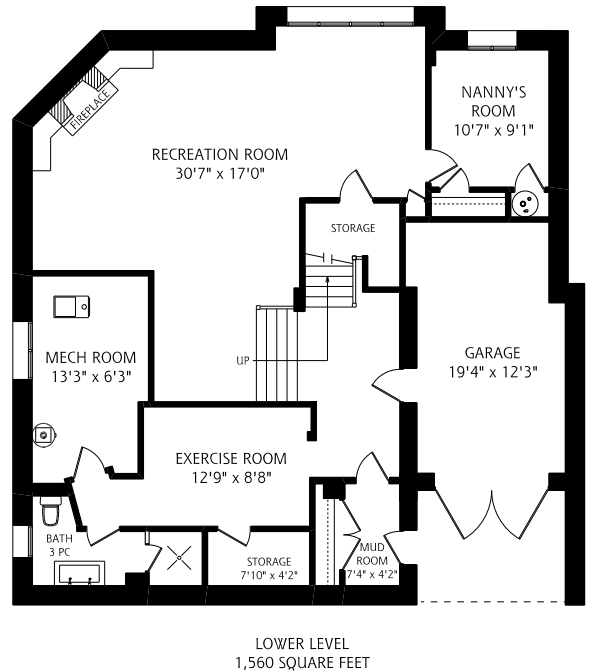 FIREPLACE
NANNY'S
ROOM
10'7" x 9'1"
RECREATION ROOM
30'7" x 17'0"
STORAGE
UP
MECH ROOM
13'3" x 6'3"
GARAGE
19'4" x 12'3"
EXERCISE ROOM
12'9" x 8'8"
BATH
3 PC
STORAGE
7'10" x 4'2"
MUD
ROOM
7'4" x 4'2"
LOWER LEVEL
1,560 SQUARE FEET